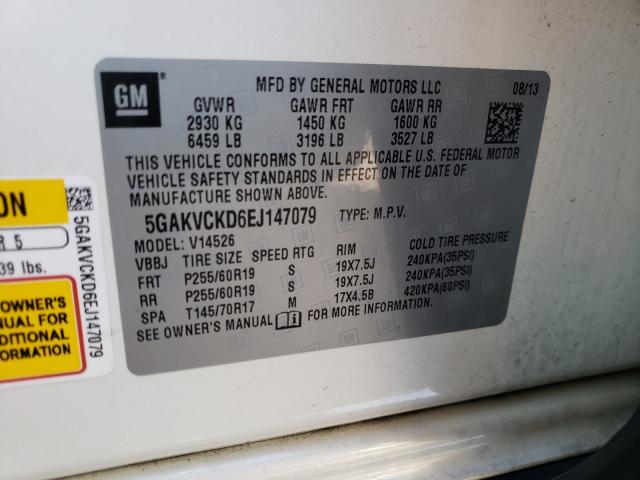 GM
MFD BY GENERAL MOTORS LLC 08/13
GVWR GAWR FRT GAWR RR
2930 KG 1450 KG 1600 KG
6459 LB 3196 LB 3527 LB
THIS VEHICLE CONFORMS TO ALL APPLICABLE U.S. FEDERAL MOTOR
VEHICLE SAFETY STANDARDS IN EFFECT ON THE DATE OF
MANUFACTURE SHOWN ABOVE.
5GAKVCKD6EJ147079 TYPE: M.P.V.
MODEL: V14526
VBBJ TIRE SIZE SPEED RTG RIM COLD TIRE PRESSURE
FRT P255/60R19 S 19X7.5J 240KPA(35PSI)
RR P255/60R19 S 19X7.5J 240KPA(35PSI)
SPA T145/70R17 M 17X4.5B 420KPA(60PSI)
SEE OWNER'S MANUAL FOR MORE INFORMATION.
ON
R 5
39 lbs.
OWNER'S
NUAL FOR
DITIONAL
FORMATION
5GAKVCKD6EJ147079